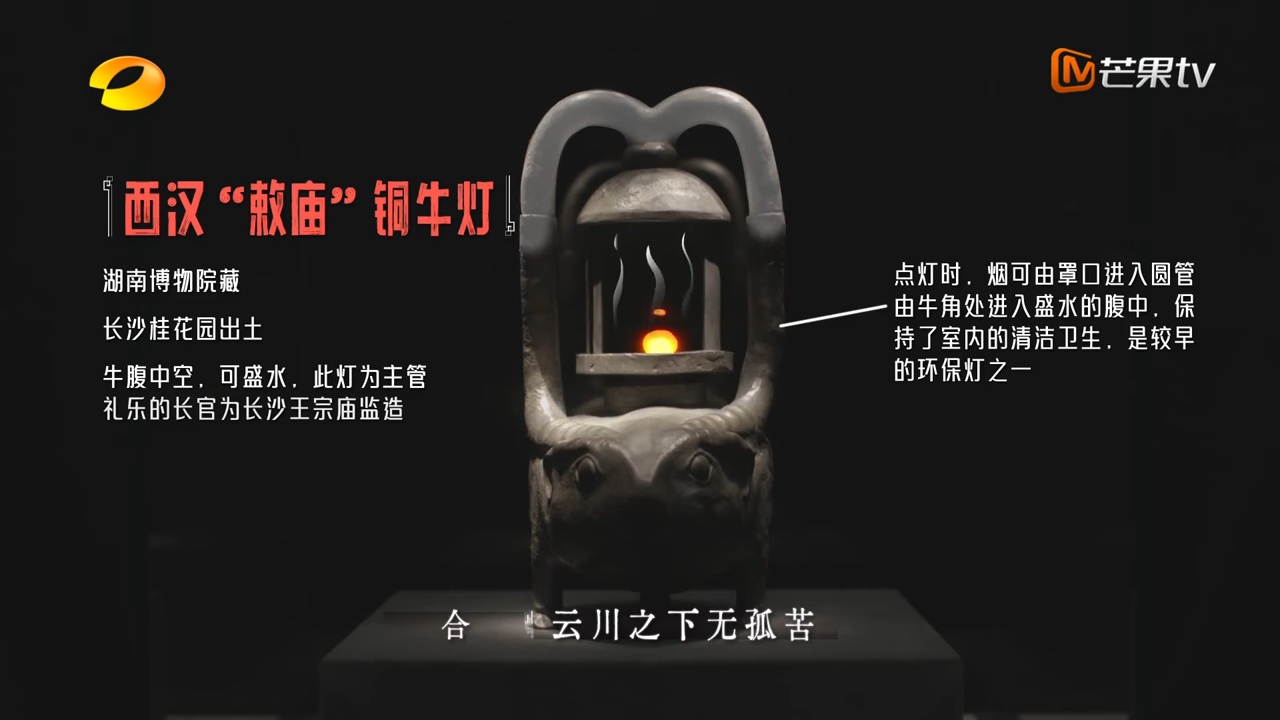 芒果tv
西汉“敕庙”铜牛灯
湖南博物院藏
长沙桂花园出土
牛腹中空，可盛水，此灯为主管
礼乐的长官为长沙王宗庙监造
点灯时，烟可由罩口进入圆管
由牛角处进入盛水的腹中，保
持了室内的清洁卫生，是较早
的环保灯之一
合 云川之下无孤苦